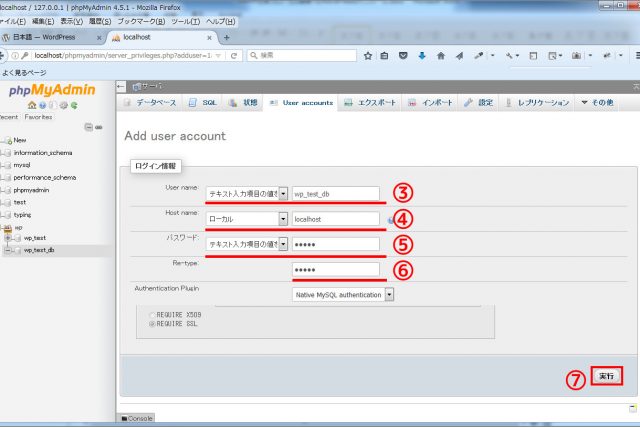 localhost / 127.0.0.1 | phpMyAdmin 4.5.1 - Mozilla Firefox
ァイル(F) 編集(E) 表示(V) 履歴(S) ブックマーク(B) ツール(T) ヘルプ(H)
日本語 — WordPress
localhost
localhost/phpmyadmin/server_privileges.php?adduser=1
検索
よく見るページ
phpMyAdmin
ecent Favorites
New
information_schema
mysql
performance_schema
phpmyadmin
test
typing
wp
wp_test
wp_test_db
サーバ
データベース SQL 状態 User accounts エクスポート インポート 設定 レプリケーション その他
Add user account
ログイン情報
User name: テキスト入力項目の値を wp_test_db ③
Host name: ローカル localhost ④
パスワード: テキスト入力項目の値を ●●●●● ⑤
Re-type: ●●●●● ⑥
Authentication Plugin Native MySQL authentication
REQUIRE X509
REQUIRE SSL
⑦ 実行
Console